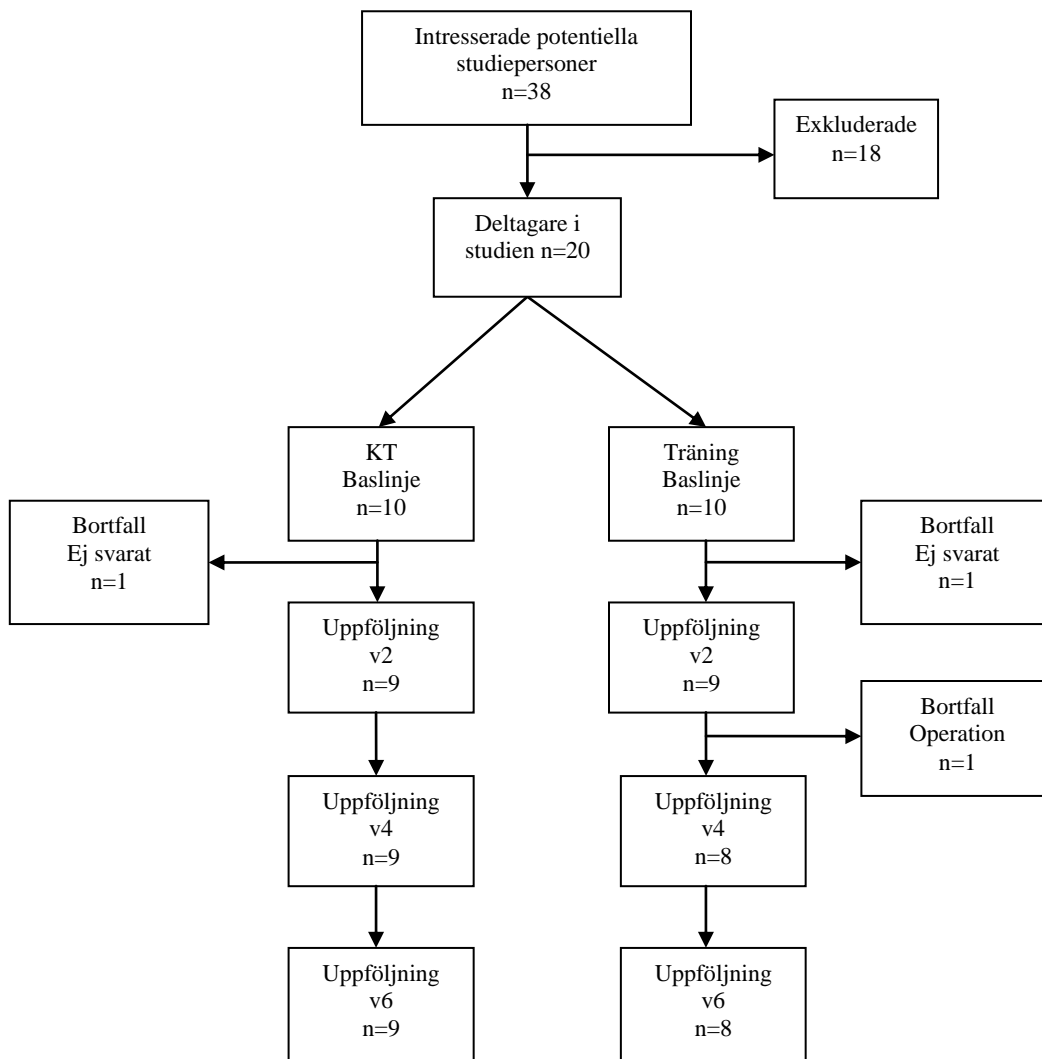 Intresserade potentiella
studiepersoner
n=38
Exkluderade
n=18
Deltagare i
studien n=20
KT
Baslinje
n=10
Träning
Baslinje
n=10
Bortfall
Ej svarat
n=1
Bortfall
Ej svarat
n=1
Uppföljning
v2
n=9
Uppföljning
v2
n=9
Bortfall
Operation
n=1
Uppföljning
v4
n=9
Uppföljning
v4
n=8
Uppföljning
v6
n=9
Uppföljning
v6
n=8